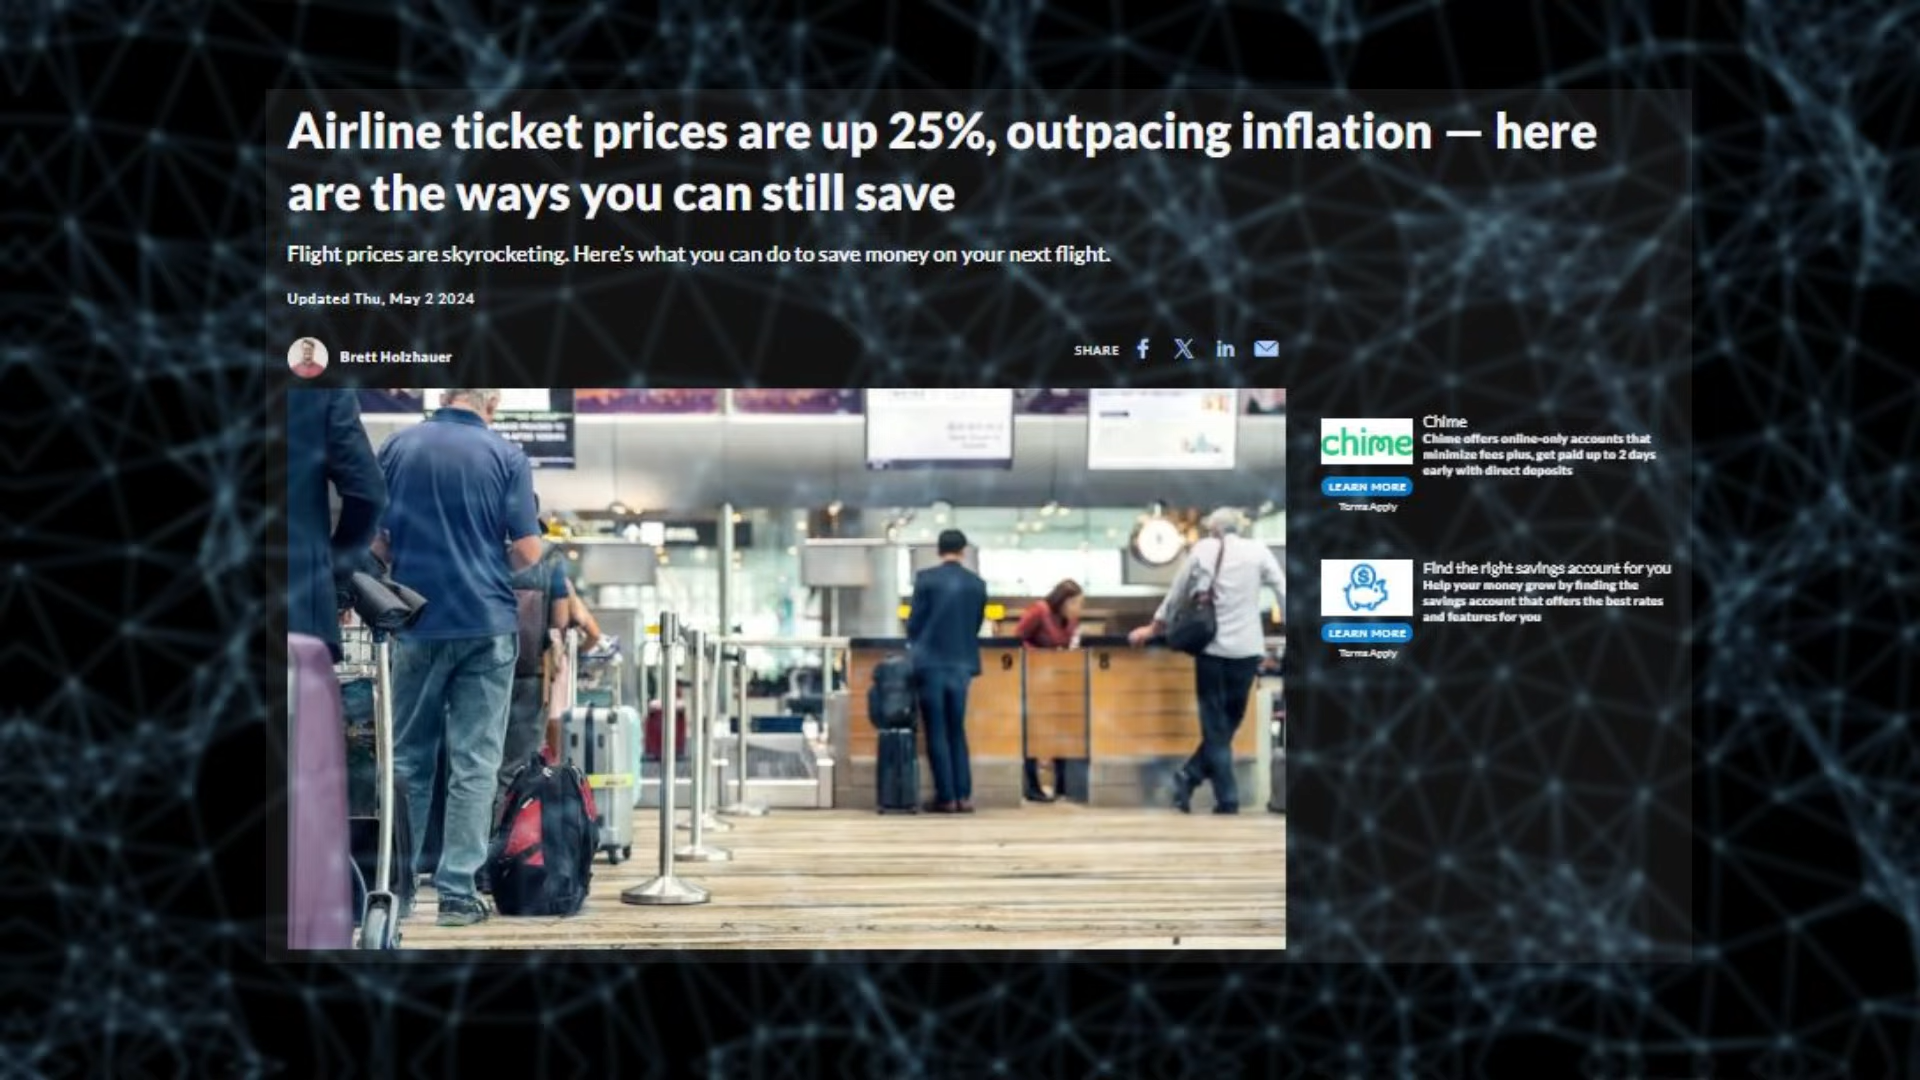 Airline ticket prices are up 25%, outpacing inflation — here
are the ways you can still save
Flight prices are skyrocketing. Here's what you can do to save money on your next flight.
Updated Thu, May 2 2024
Brett Holzhauer
SHARE
chime
Chime
Chime offers online-only accounts that
minimize fees plus, get paid up to 2 days
early with direct deposits
LEARN MORE
Terms Apply
Find the right savings account for you
Help your money grow by finding the
savings account that offers the best rates
and features for you
LEARN MORE
Terms Apply
9
8